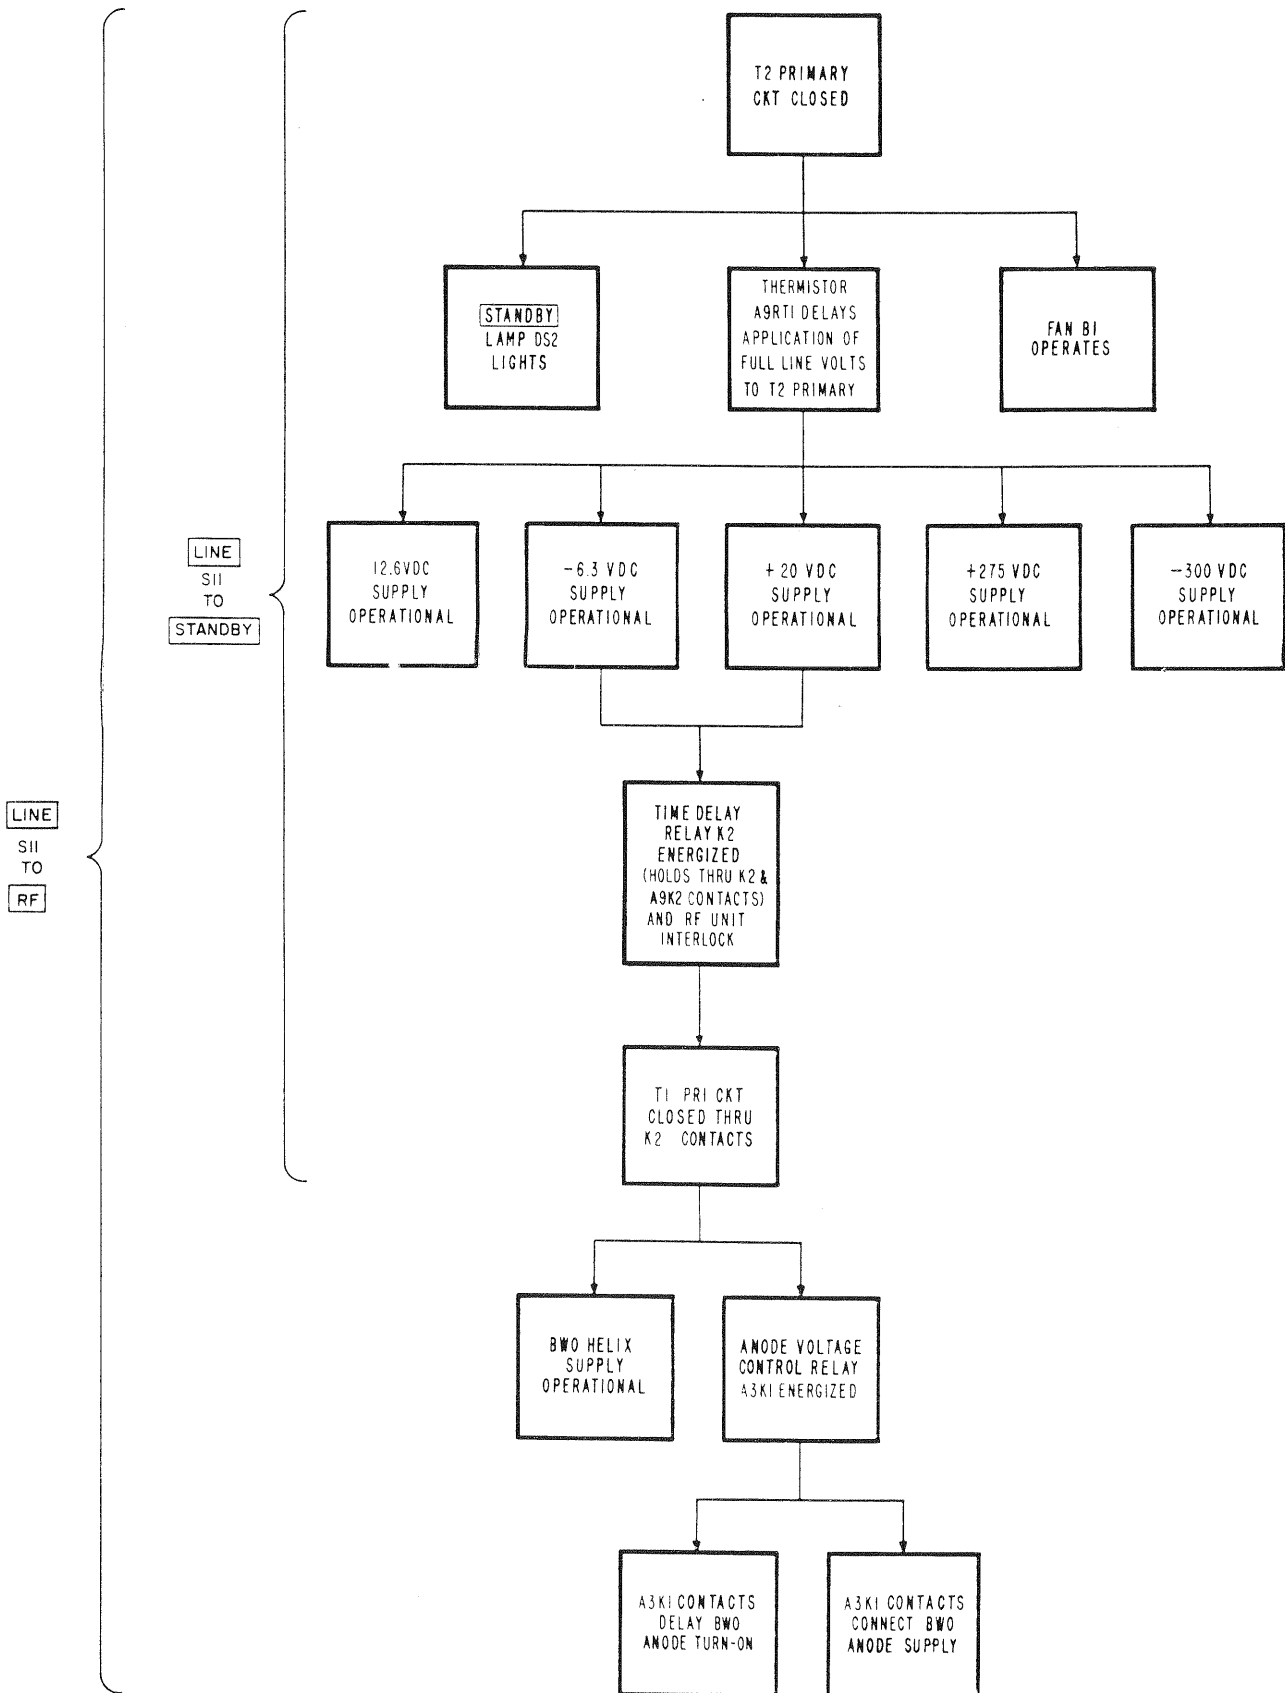 T2 PRIMARY
CKT CLOSED
STANDBY
LAMP DS2
LIGHTS
THERMISTOR
A9RT1 DELAYS
APPLICATION OF
FULL LINE VOLTS
TO T2 PRIMARY
FAN B1
OPERATES
LINE
S11
TO
STANDBY
12.6VDC
SUPPLY
OPERATIONAL
-6.3 VDC
SUPPLY
OPERATIONAL
+20 VDC
SUPPLY
OPERATIONAL
+275 VDC
SUPPLY
OPERATIONAL
-300 VDC
SUPPLY
OPERATIONAL
LINE
S11
TO
RF
TIME DELAY
RELAY K2
ENERGIZED
(HOLDS THRU K2 &
A9K2 CONTACTS)
AND RF UNIT
INTERLOCK
T1 PRI CKT
CLOSED THRU
K2 CONTACTS
BWO HELIX
SUPPLY
OPERATIONAL
ANODE VOLTAGE
CONTROL RELAY
A3K1 ENERGIZED
A3K1 CONTACTS
DELAY BWO
ANODE TURN-ON
A3K1 CONTACTS
CONNECT BWO
ANODE SUPPLY